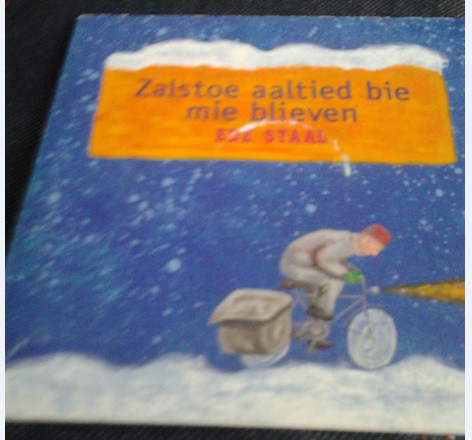 Zalstoe aaltied bie
mie blieven
EDE STAAL